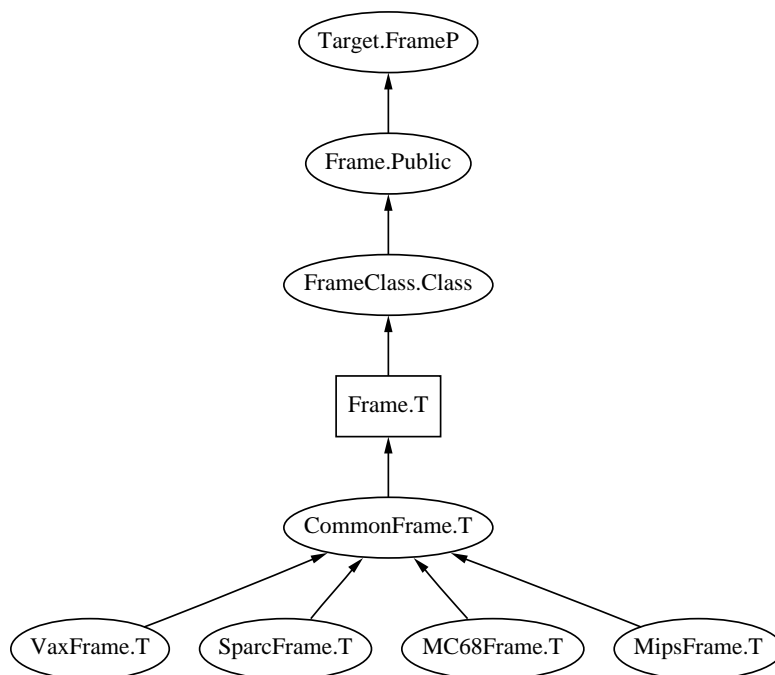 Target.FrameP
Frame.Public
FrameClass.Class
Frame.T
CommonFrame.T
VaxFrame.T
SparcFrame.T
MC68Frame.T
MipsFrame.T